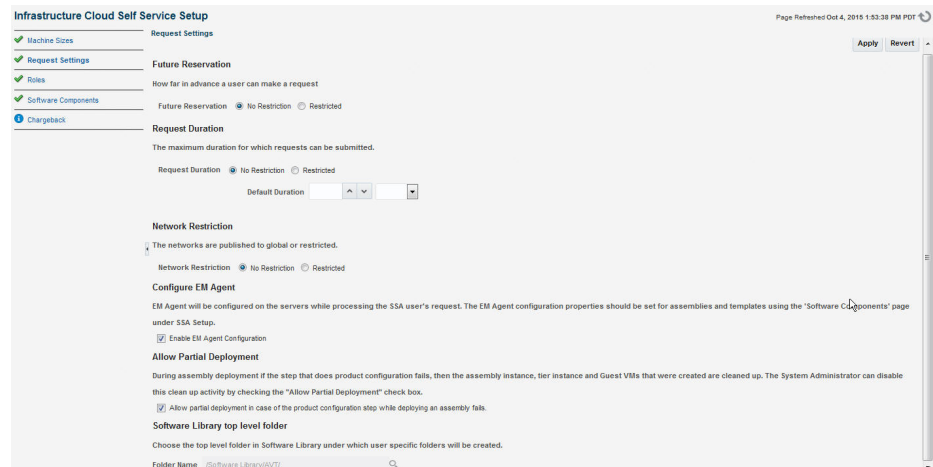 Infrastructure Cloud Self Service Setup
Page Refreshed Oct 4, 2015 1:53:38 PM PDT
Machine Sizes
Request Settings
Roles
Software Components
Chargeback
Request Settings
Apply Revert
Future Reservation
How far in advance a user can make a request
Future Reservation No Restriction Restricted
Request Duration
The maximum duration for which requests can be submitted.
Request Duration No Restriction Restricted
Default Duration
Network Restriction
The networks are published to global or restricted.
Network Restriction No Restriction Restricted
Configure EM Agent
EM Agent will be configured on the servers while processing the SSA user's request. The EM Agent configuration properties should be set for assemblies and templates using the 'Software Components' page
under SSA Setup.
Enable EM Agent Configuration
Allow Partial Deployment
During assembly deployment if the step that does product configuration fails, then the assembly instance, tier instance and Guest VMs that were created are cleaned up. The System Administrator can disable
this clean up activity by checking the "Allow Partial Deployment" check box.
Allow partial deployment in case of the product configuration step while deploying an assembly fails.
Software Library top level folder
Choose the top level folder in Software Library under which user specific folders will be created.
Folder Name /Software Library/AVT/